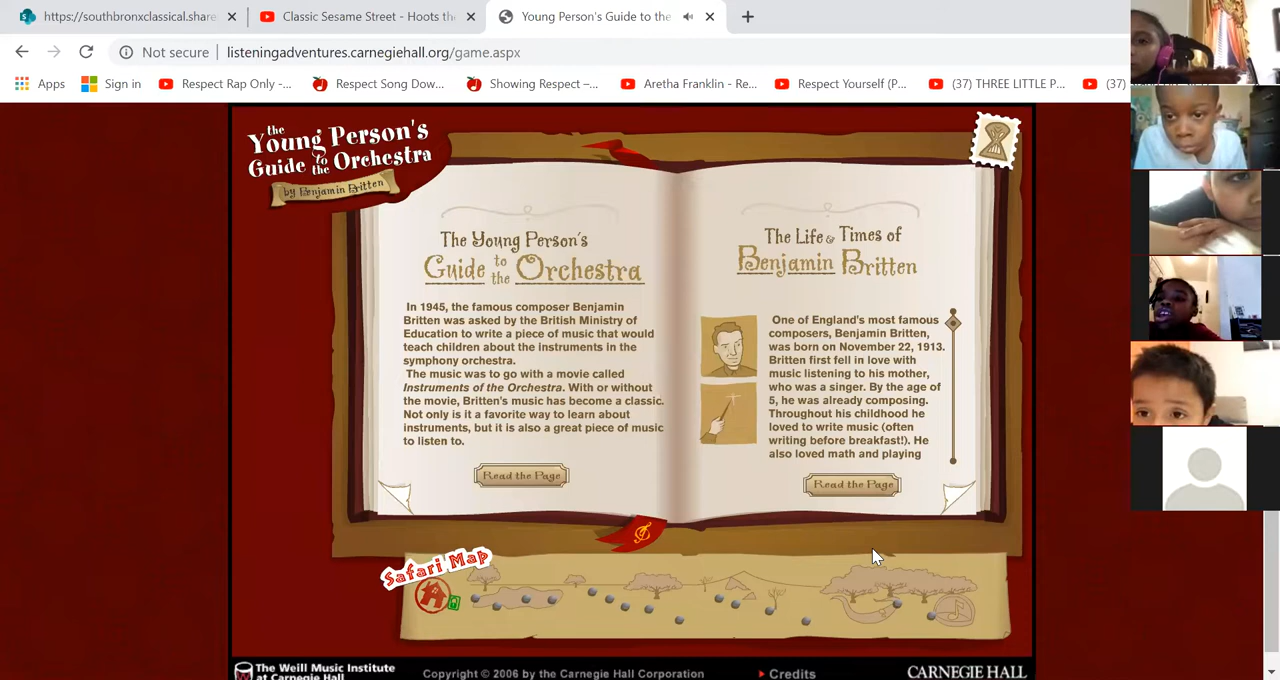 https://southbronxclassical.share
Classic Sesame Street - Hoots th
Young Person's Guide to the
Not secure
listeningadventures.carnegiehall.org/game.aspx
Apps
Sign in
Respect Rap Only -...
Respect Song Dow...
Showing Respect –...
Aretha Franklin - Re...
Respect Yourself (P...
(37) THREE LITTLE P...
(37)
the
Young Person's
Guide to the Orchestra
by Benjamin Britten
The Young Person's
Guide to the Orchestra
In 1945, the famous composer Benjamin
Britten was asked by the British Ministry of
Education to write a piece of music that would
teach children about the instruments in the
symphony orchestra.
The music was to go with a movie called
Instruments of the Orchestra. With or without
the movie, Britten's music has become a classic.
Not only is it a favorite way to learn about
instruments, but it is also a great piece of music
to listen to.
Read the Page
The Life & Times of
Benjamin Britten
One of England's most famous
composers, Benjamin Britten,
was born on November 22, 1913.
Britten first fell in love with
music listening to his mother,
who was a singer. By the age of
5, he was already composing.
Throughout his childhood he
loved to write music (often
writing before breakfast!). He
also loved math and playing
Read the Page
Safari Map
The Weill Music Institute
at Carnegie Hall
Copyright © 2006 by the Carnegie Hall Corporation
Credits
CARNEGIE HALL